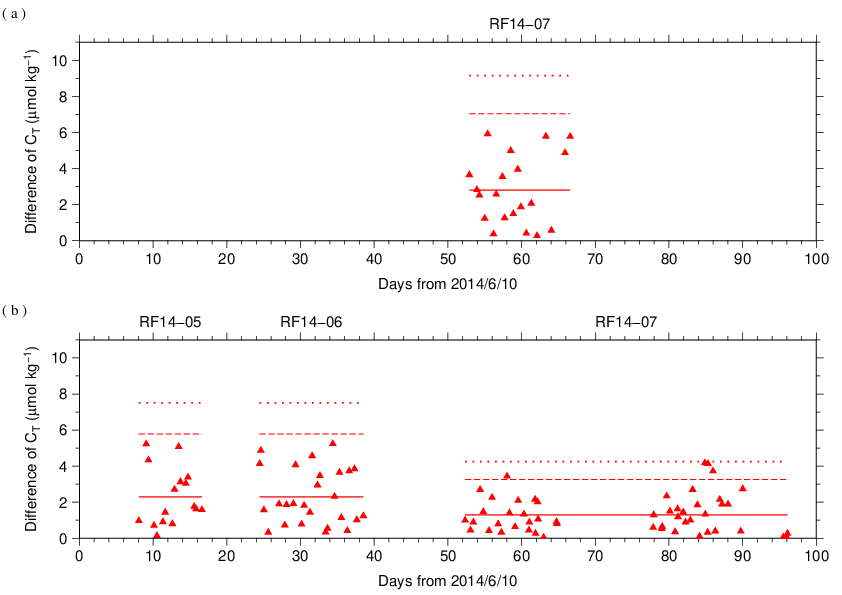 ( a )
RF14−07
Difference of CT (μmol kg−1)
10
8
6
4
2
0
0 10 20 30 40 50 60 70 80 90 100
Days from 2014/6/10
( b )
RF14−05 RF14−06 RF14−07
Difference of CT (μmol kg−1)
10
8
6
4
2
0
0 10 20 30 40 50 60 70 80 90 100
Days from 2014/6/10